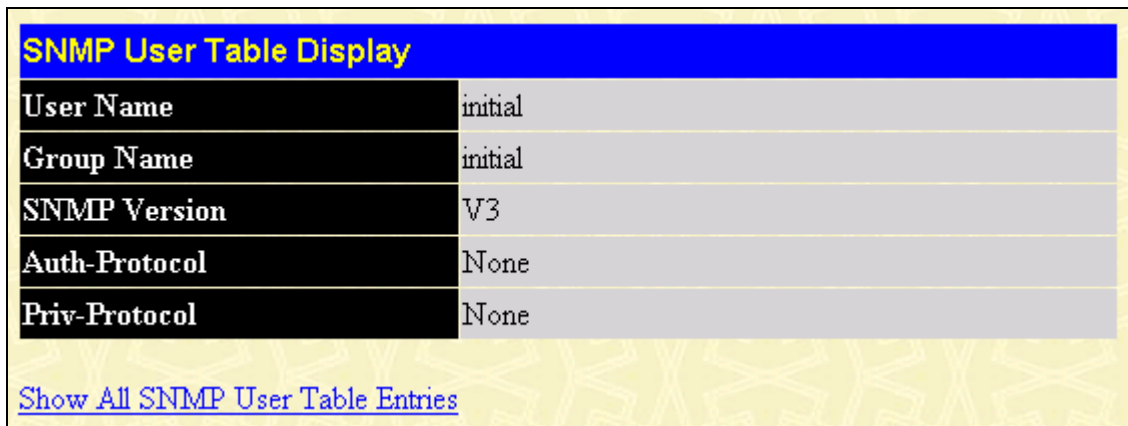 SNMP User Table Display
User Name initial
Group Name initial
SNMP Version V3
Auth-Protocol None
Priv-Protocol None
Show All SNMP User Table Entries